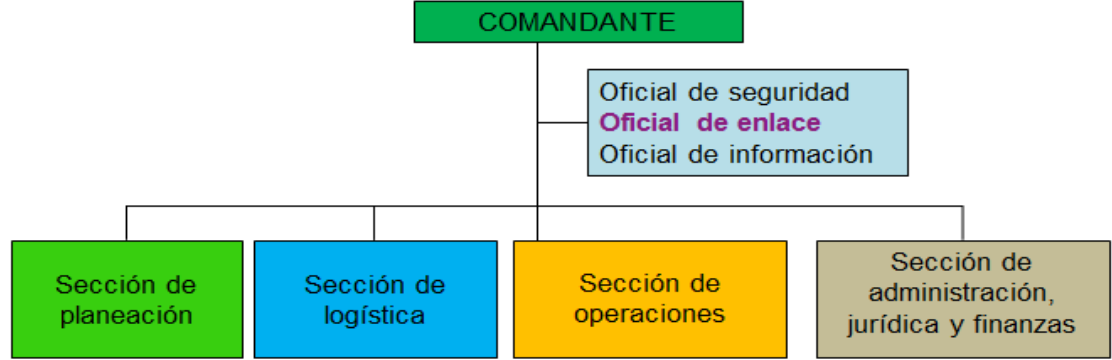 COMANDANTE
Oficial de seguridad
Oficial de enlace
Oficial de información
Sección de
planeación
Sección de
logística
Sección de
operaciones
Sección de
administración,
jurídica y finanzas